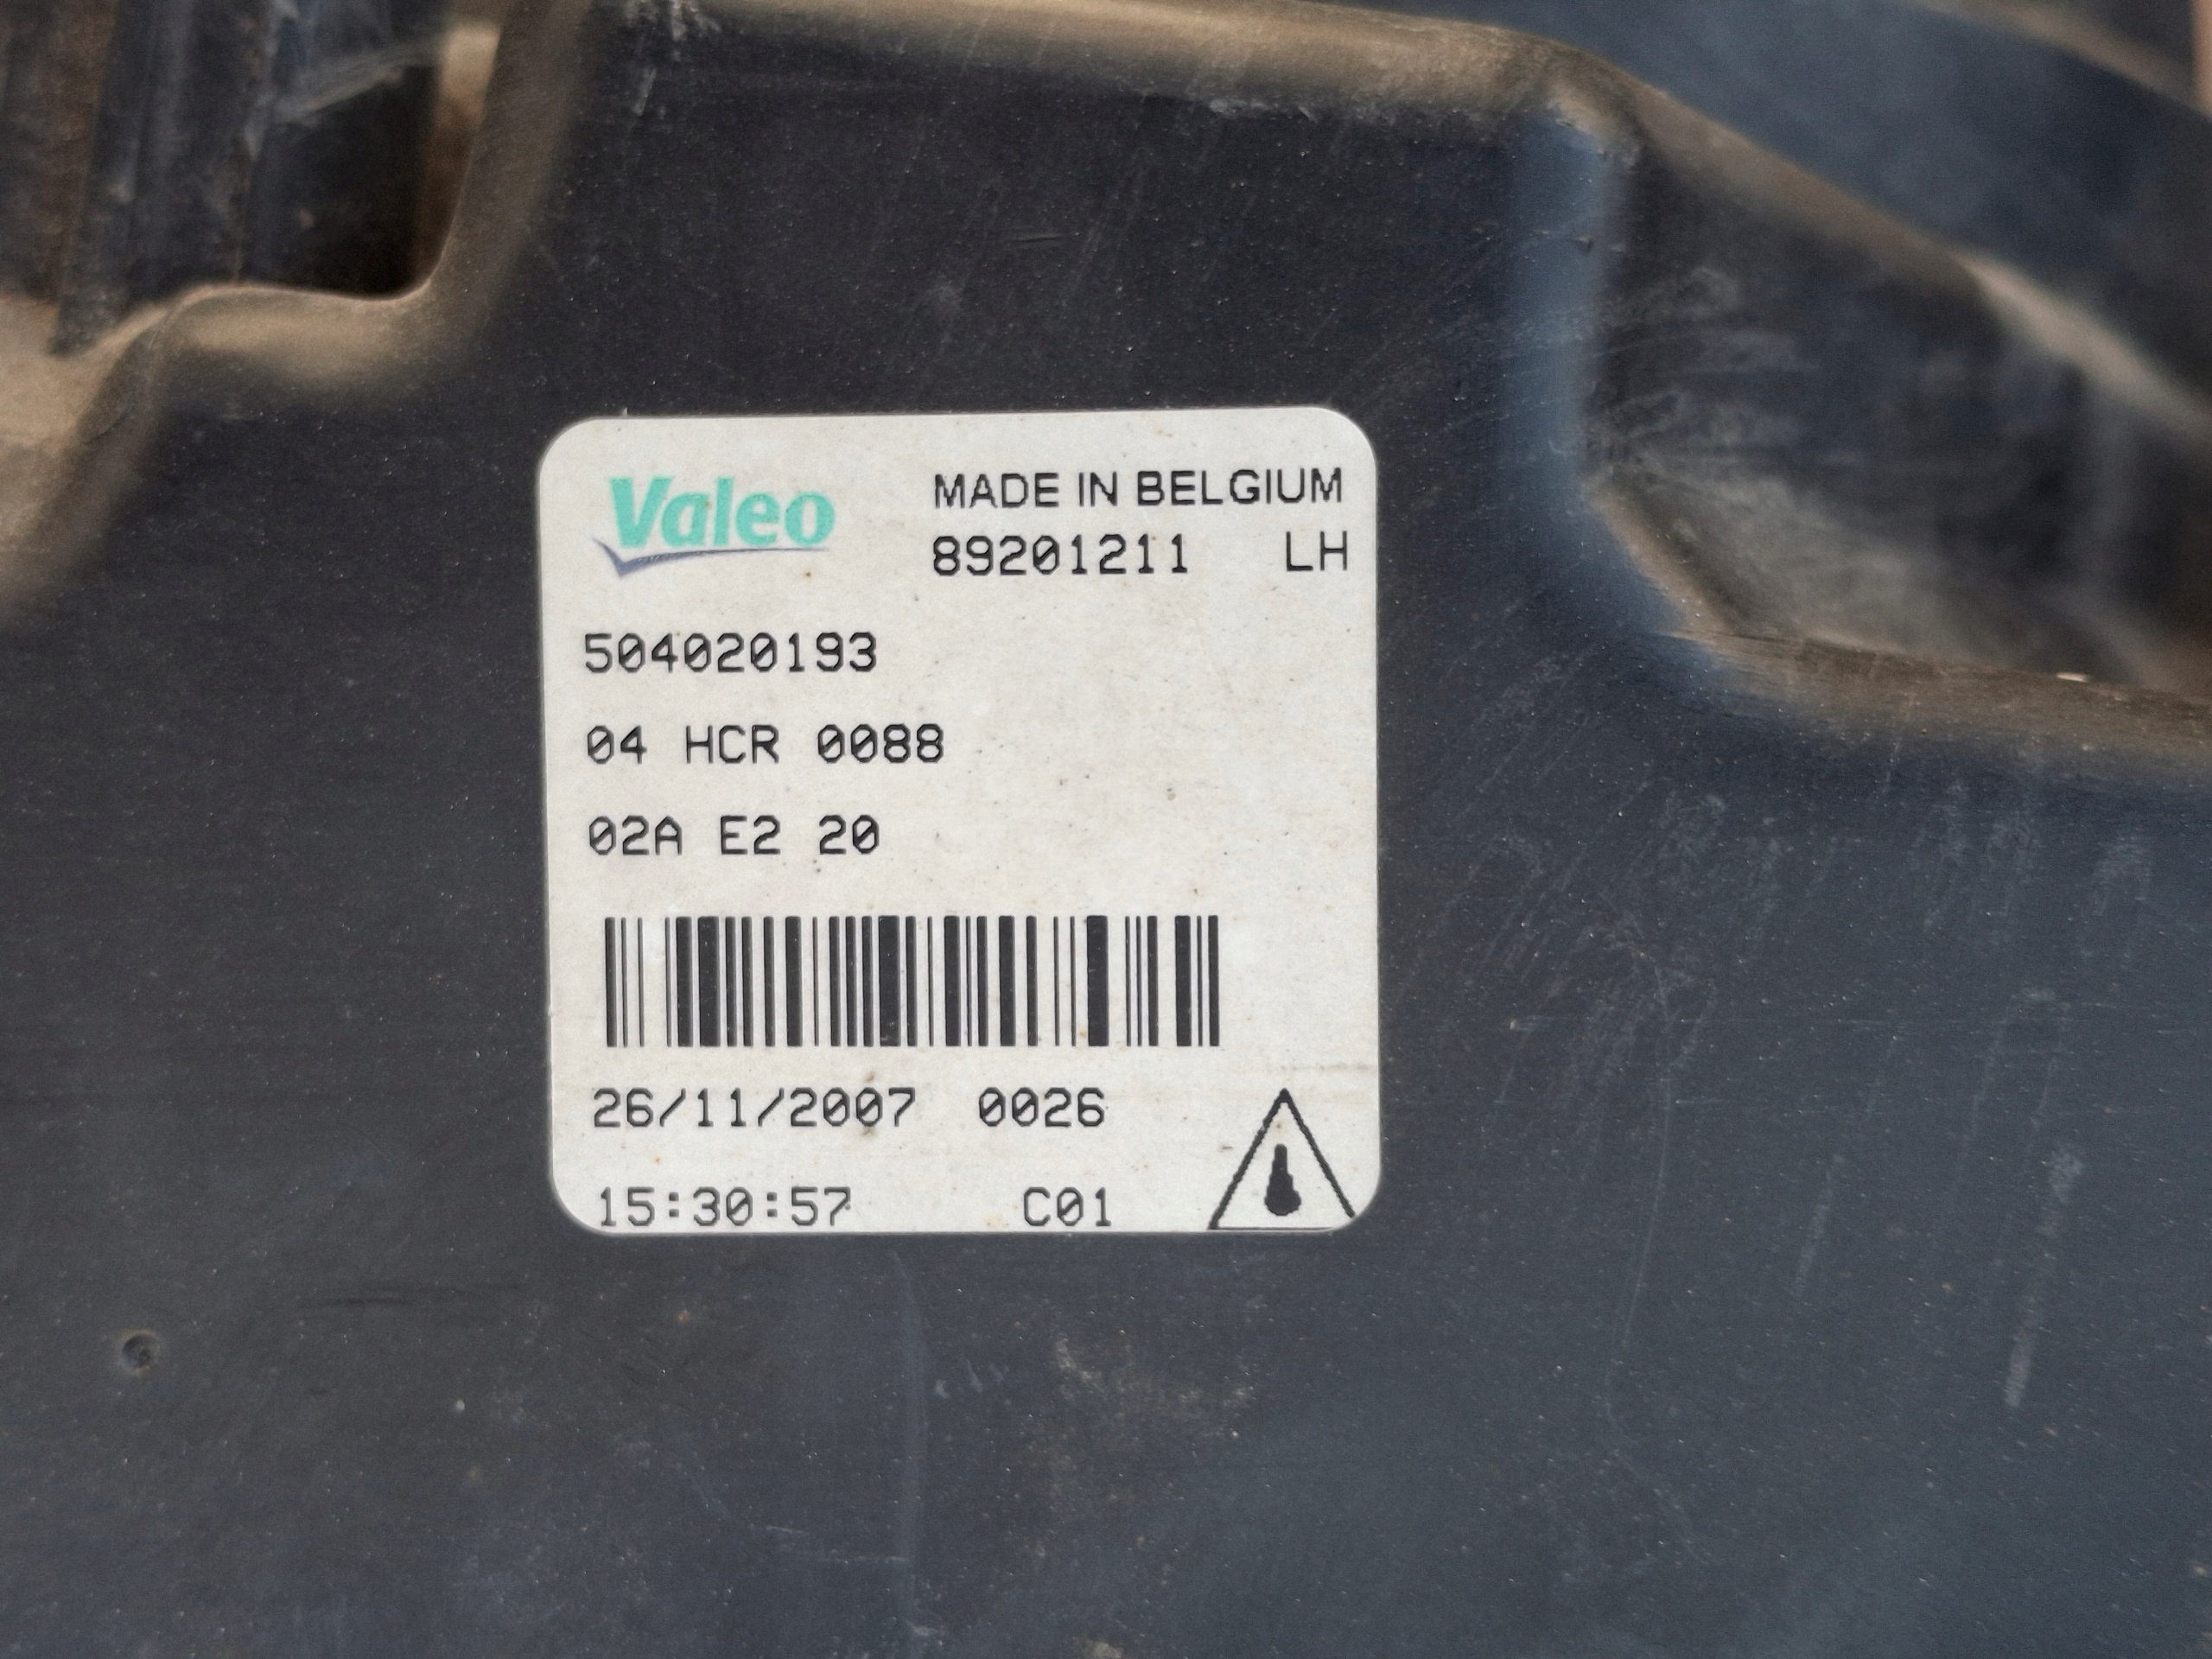 Valeo MADE IN BELGIUM
89201211 LH
504020193
04 HCR 0088
02A E2 20
26/11/2007 0026
15:30:57 C01